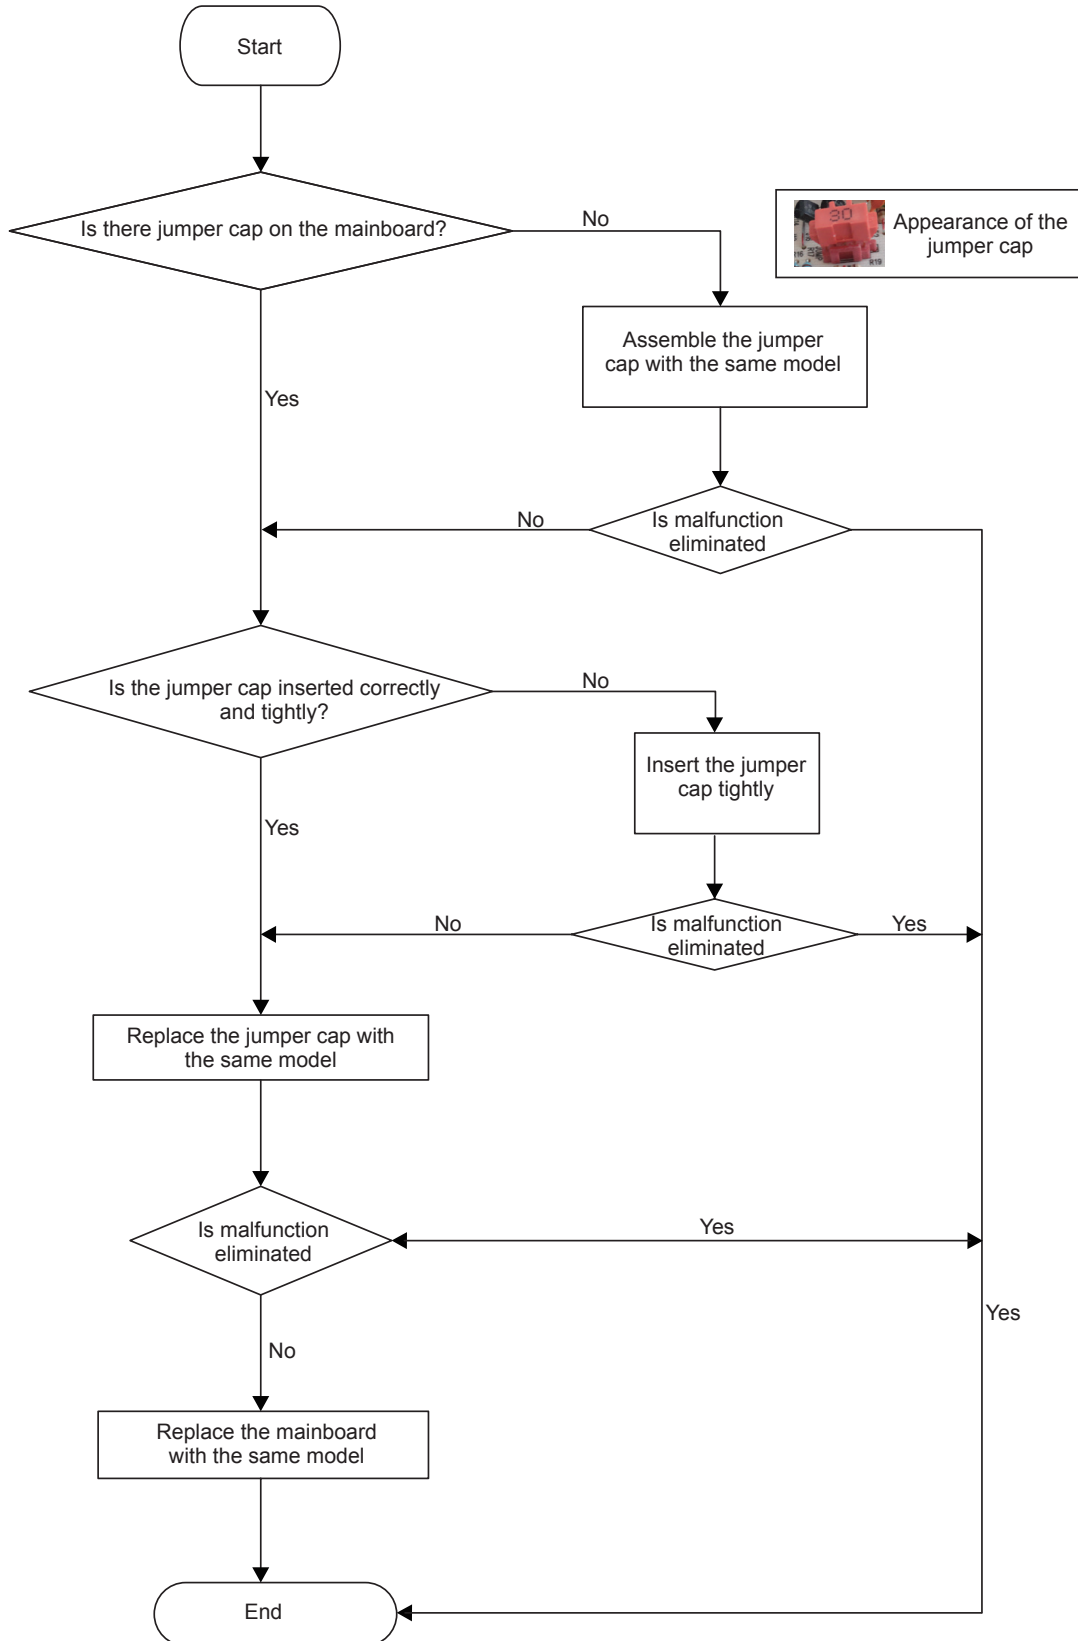 Start
Is there jumper cap on the mainboard?
No
30
Appearance of the
jumper cap
Assemble the jumper
cap with the same model
Yes
No
Is malfunction
eliminated
Is the jumper cap inserted correctly
and tightly?
No
Insert the jumper
cap tightly
Yes
No
Is malfunction
eliminated
Yes
Replace the jumper cap with
the same model
Is malfunction
eliminated
Yes
Yes
No
Replace the mainboard
with the same model
End